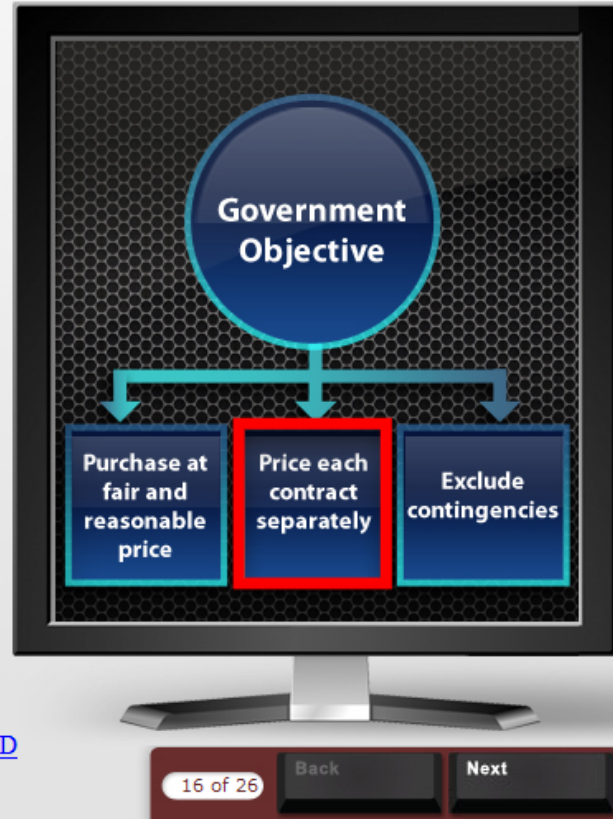 Government
Objective
Purchase at
fair and
reasonable
price
Price each
contract
separately
Exclude
contingencies
D
16 of 26
Back
Next